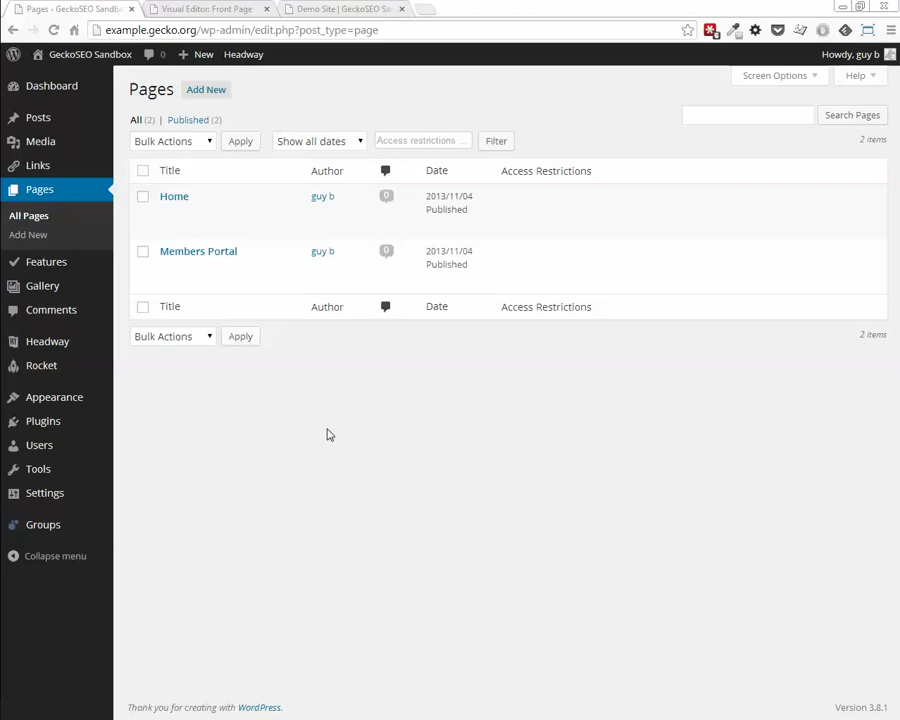 Pages ‹ GeckoSEO Sandbo × Visual Editor: Front Page × Demo Site | GeckoSEO Sa ×
example.gecko.org/wp-admin/edit.php?post_type=page
GeckoSEO Sandbox 0 + New Headway Howdy, guy b
Screen Options Help
Dashboard
Posts
Media
Links
Pages
All Pages
Add New
Features
Gallery
Comments
Headway
Rocket
Appearance
Plugins
Users
Tools
Settings
Groups
Collapse menu
Pages Add New
All (2) | Published (2)
Search Pages
Bulk Actions Apply Show all dates Access restrictions ... Filter
2 items
Title Author Date Access Restrictions
Home guy b 0 2013/11/04
Published
Members Portal guy b 0 2013/11/04
Published
Title Author Date Access Restrictions
Bulk Actions Apply
2 items
Thank you for creating with WordPress.
Version 3.8.1